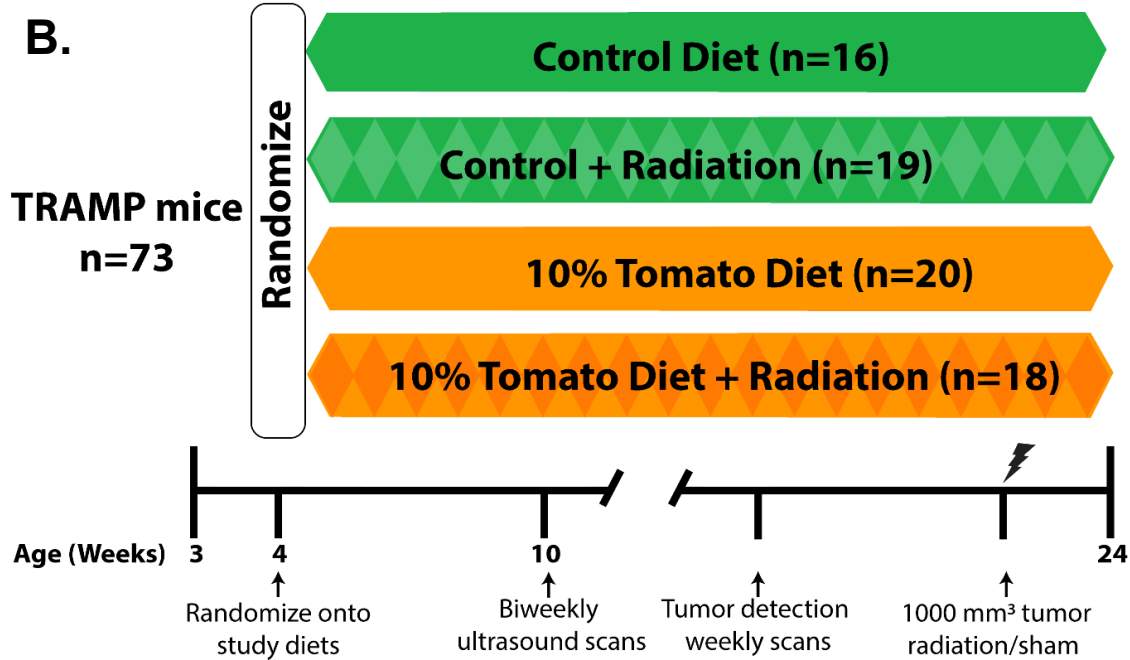 B.
TRAMP mice
n=73
Randomize
Control Diet (n=16)
Control + Radiation (n=19)
10% Tomato Diet (n=20)
10% Tomato Diet + Radiation (n=18)
Age (Weeks) 3 4 10 24
Randomize onto
study diets
Biweekly
ultrasound scans
Tumor detection
weekly scans
1000 mm³ tumor
radiation/sham